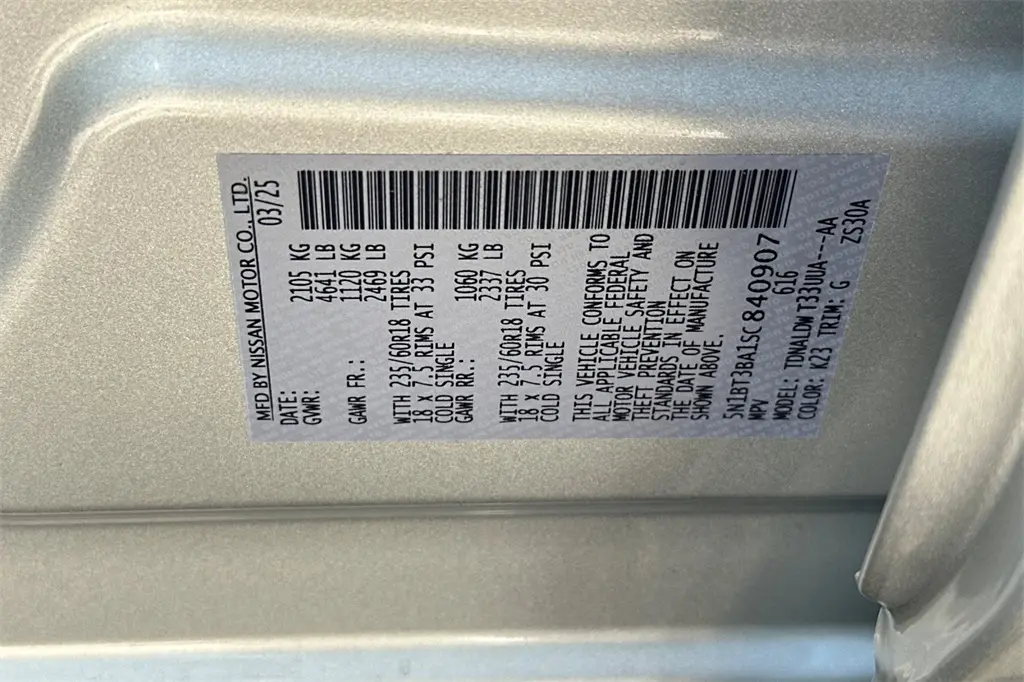 MFD BY NISSAN MOTOR CO., LTD.
DATE: 03/25
GVWR: 2105 KG
4641 LB
GAWR FR.: 1120 KG
2469 LB
WITH 235/60R18 TIRES
18 X 7.5 RIMS AT 33 PSI
COLD SINGLE
GAWR RR.: 1060 KG
2337 LB
WITH 235/60R18 TIRES
18 X 7.5 RIMS AT 30 PSI
COLD SINGLE
THIS VEHICLE CONFORMS TO
ALL APPLICABLE FEDERAL
MOTOR VEHICLE SAFETY AND
THEFT PREVENTION
STANDARDS IN EFFECT ON
THE DATE OF MANUFACTURE
SHOWN ABOVE.
5N1BT3BA1SC840907
MPV 616
MODEL: TDNALDW T33UUA---AA
COLOR: K23 TRIM: G ZS30A